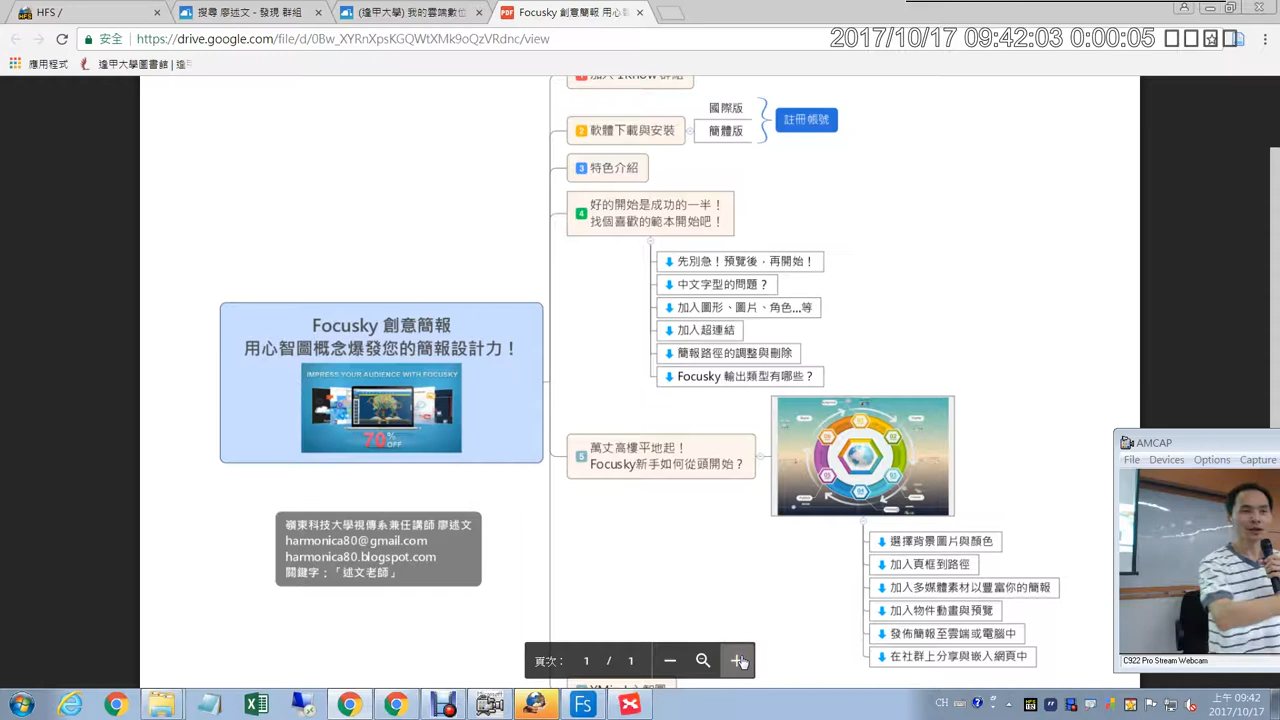 HFS /
搜尋 廖述文 - 發現 群組
(逢甲大學) 我的雲端數位
Focusky 創意簡報 用心智
安全
https://drive.google.com/file/d/0Bw_XYRnXpsKGQWtXMk9oQzVRdnc/view
2017/10/17 09:42:03 0:00:05
應用程式
逢甲大學圖書館
加入 1Know 群組
2 軟體下載與安裝
國際版
簡體版
註冊帳號
3 特色介紹
4 好的開始是成功的一半！
找個喜歡的範本開始吧！
先別急！預覽後，再開始！
中文字型的問題？
加入圖形、圖片、角色...等
加入超連結
簡報路徑的調整與刪除
Focusky 輸出類型有哪些？
Focusky 創意簡報
用心智圖概念爆發您的簡報設計力！
IMPRESS YOUR AUDIENCE WITH FOCUSKY
70% OFF
5 萬丈高樓平地起！
Focusky新手如何從頭開始？
選擇背景圖片與顏色
加入頁框到路徑
加入多媒體素材以豐富你的簡報
加入物件動畫與預覽
發佈簡報至雲端或電腦中
在社群上分享與嵌入網頁中
嶺東科技大學視傳系兼任講師 廖述文
harmonica80@gmail.com
harmonica80.blogspot.com
關鍵字：「述文老師」
頁次： 1 / 1
AMCAP
File Devices Options Capture
C922 Pro Stream Webcam
CH
上午 09:42
2017/10/17